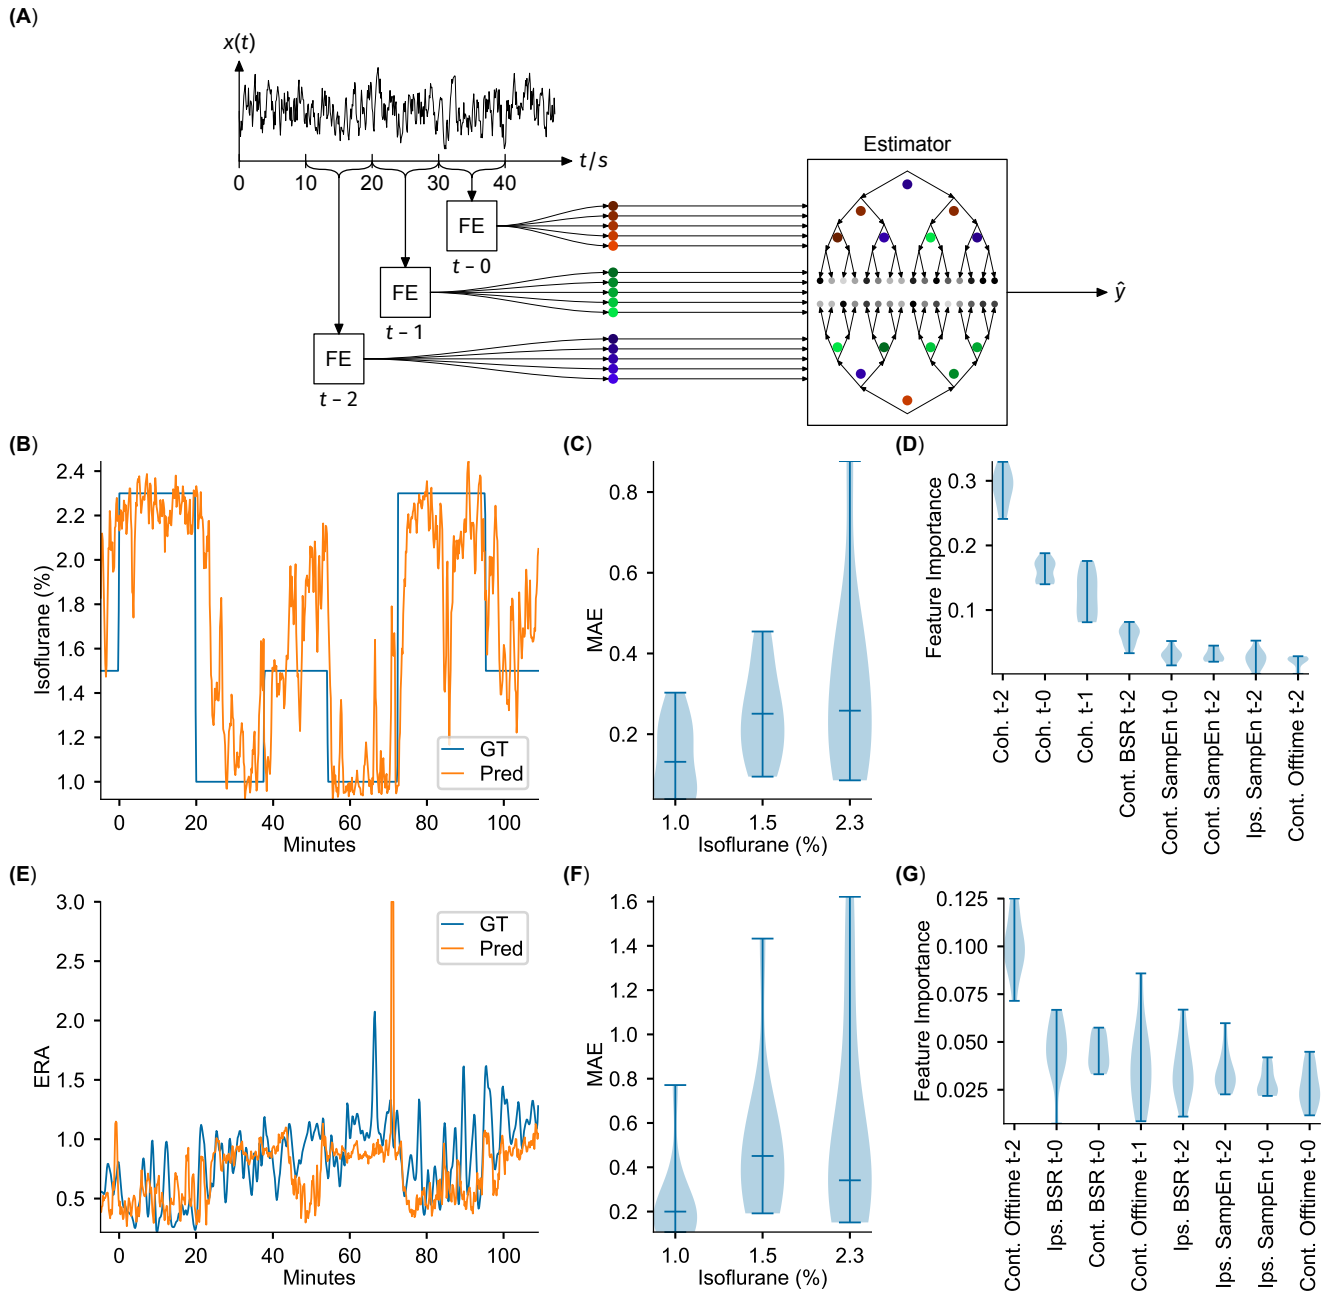 (A)
x(t)
t/s
0 10 20 30 40
FE
t – 0
FE
t – 1
FE
t – 2
Estimator
ŷ
(B)
Isoflurane (%)
2.4
2.2
2.0
1.8
1.6
1.4
1.2
1.0
GT
Pred
0 20 40 60 80 100
Minutes
(C)
MAE
0.8
0.6
0.4
0.2
1.0 1.5 2.3
Isoflurane (%)
(D)
Feature Importance
0.3
0.2
0.1
Coh. t-2
Coh. t-0
Coh. t-1
Cont. BSR t-2
Cont. SampEn t-0
Cont. SampEn t-2
Ips. SampEn t-2
Cont. Offtime t-2
(E)
ERA
3.0
2.5
2.0
1.5
1.0
0.5
GT
Pred
0 20 40 60 80 100
Minutes
(F)
MAE
1.6
1.4
1.2
1.0
0.8
0.6
0.4
0.2
1.0 1.5 2.3
Isoflurane (%)
(G)
Feature Importance
0.125
0.100
0.075
0.050
0.025
Cont. Offtime t-2
Ips. BSR t-0
Cont. BSR t-0
Cont. Offtime t-1
Ips. BSR t-2
Ips. SampEn t-2
Ips. SampEn t-0
Cont. Offtime t-0